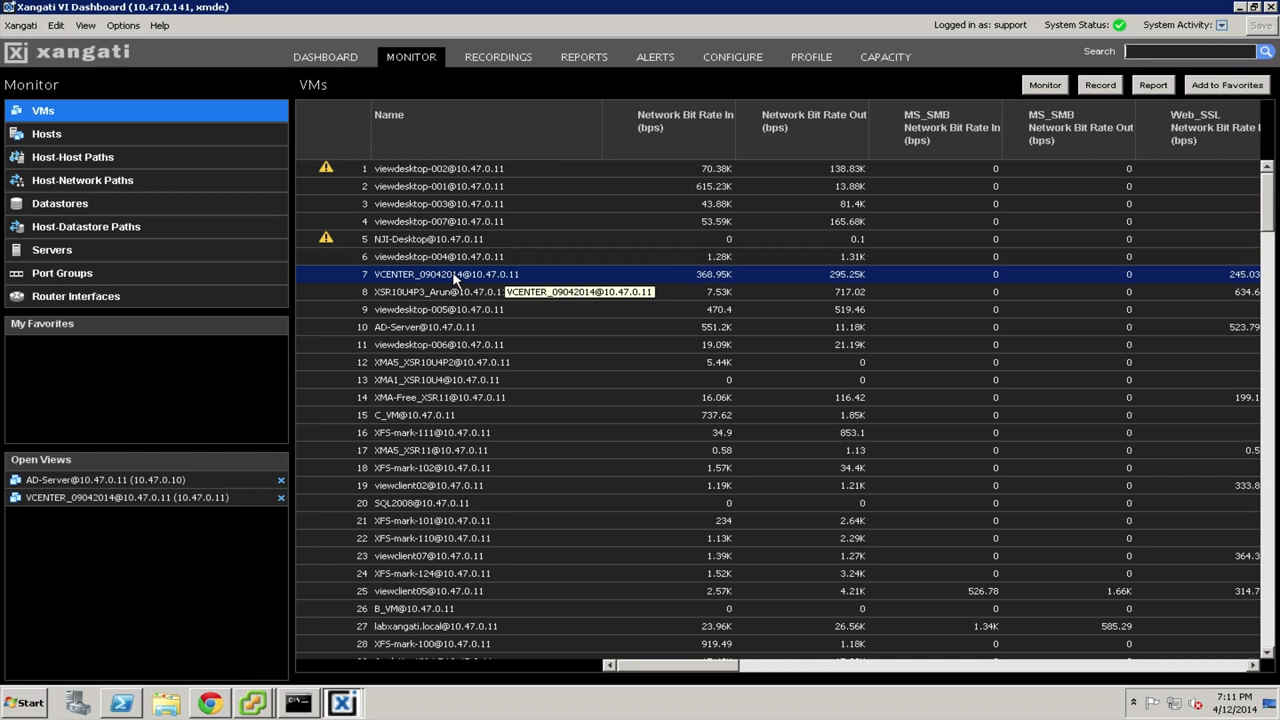 Xangati VI Dashboard (10.47.0.141, xmde)
Xangati Edit View Options Help Logged in as: support System Status: System Activity: Save
xangati DASHBOARD MONITOR RECORDINGS REPORTS ALERTS CONFIGURE PROFILE CAPACITY Search
Monitor
VMs
Hosts
Host-Host Paths
Host-Network Paths
Datastores
Host-Datastore Paths
Servers
Port Groups
Router Interfaces
My Favorites
Open Views
AD-Server@10.47.0.11 (10.47.0.10)
VCENTER_09042014@10.47.0.11 (10.47.0.11)
VMs Monitor Record Report Add to Favorites
Name Network Bit Rate In (bps) Network Bit Rate Out (bps) MS_SMB Network Bit Rate In (bps) MS_SMB Network Bit Rate Out (bps) Web_SSL Network Bit Rate (bps)
1 viewdesktop-002@10.47.0.11 70.38K 138.83K 0 0
2 viewdesktop-001@10.47.0.11 615.23K 13.88K 0 0
3 viewdesktop-003@10.47.0.11 43.88K 81.4K 0 0
4 viewdesktop-007@10.47.0.11 53.59K 165.68K 0 0
5 NJI-Desktop@10.47.0.11 0 0.1 0 0
6 viewdesktop-004@10.47.0.11 1.28K 1.31K 0 0
7 VCENTER_09042014@10.47.0.11 368.95K 295.25K 0 0 245.03
8 XSR10U4P3_Arun@10.47.0.1 7.53K 717.02 0 0 634.6
VCENTER_09042014@10.47.0.11
9 viewdesktop-005@10.47.0.11 470.4 519.46 0 0
10 AD-Server@10.47.0.11 551.2K 11.18K 0 0 523.79
11 viewdesktop-006@10.47.0.11 19.09K 21.19K 0 0
12 XMA5_XSR10U4P2@10.47.0.11 5.44K 0 0 0
13 XMA1_XSR10U4@10.47.0.11 0 0 0 0
14 XMA-Free_XSR11@10.47.0.11 16.06K 116.42 0 0 199.1
15 C_VM@10.47.0.11 737.62 1.85K 0 0
16 XFS-mark-111@10.47.0.11 34.9 853.1 0 0
17 XMA5_XSR11@10.47.0.11 0.58 1.13 0 0 0.5
18 XFS-mark-102@10.47.0.11 1.57K 34.4K 0 0
19 viewclient02@10.47.0.11 1.19K 1.21K 0 0 333.8
20 SQL2008@10.47.0.11 0 0 0 0
21 XFS-mark-101@10.47.0.11 234 2.64K 0 0
22 XFS-mark-110@10.47.0.11 1.13K 2.29K 0 0
23 viewclient07@10.47.0.11 1.39K 1.27K 0 0 364.3
24 XFS-mark-124@10.47.0.11 1.52K 3.24K 0 0
25 viewclient05@10.47.0.11 2.57K 4.21K 526.78 1.66K 314.7
26 B_VM@10.47.0.11 0 0 0 0
27 labxangati.local@10.47.0.11 23.96K 26.56K 1.34K 585.29
28 XFS-mark-100@10.47.0.11 919.49 1.18K 0 0
Start 7:11 PM
4/12/2014